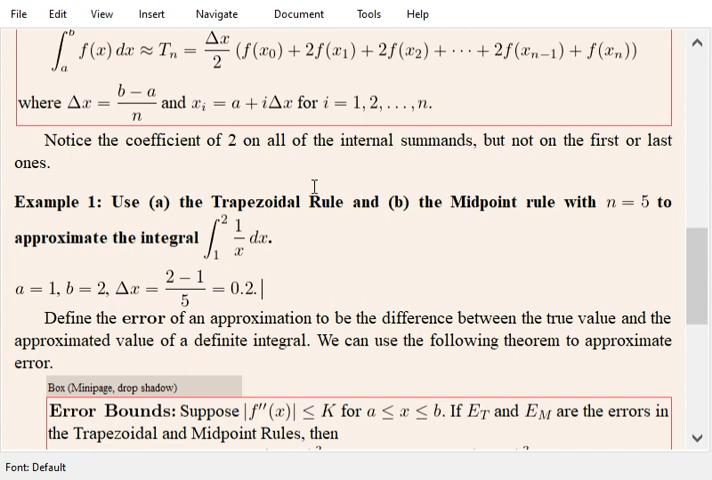 File Edit View Insert Navigate Document Tools Help
∫_a^b f(x) dx ≈ T_n = Δx/2 (f(x_0) + 2f(x_1) + 2f(x_2) + ··· + 2f(x_{n−1}) + f(x_n))
where Δx = (b − a)/n and x_i = a + iΔx for i = 1, 2, . . . , n.
Notice the coefficient of 2 on all of the internal summands, but not on the first or last
ones.
Example 1: Use (a) the Trapezoidal Rule and (b) the Midpoint rule with n = 5 to
approximate the integral ∫_1^2 1/x dx.
a = 1, b = 2, Δx = (2 − 1)/5 = 0.2.
Define the error of an approximation to be the difference between the true value and the
approximated value of a definite integral. We can use the following theorem to approximate
error.
Box (Minipage, drop shadow)
Error Bounds: Suppose |f″(x)| ≤ K for a ≤ x ≤ b. If E_T and E_M are the errors in
the Trapezoidal and Midpoint Rules, then
Font: Default